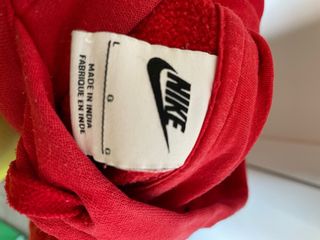 NIKE
L G G
MADE IN INDIA
FABRIQUE EN INDE